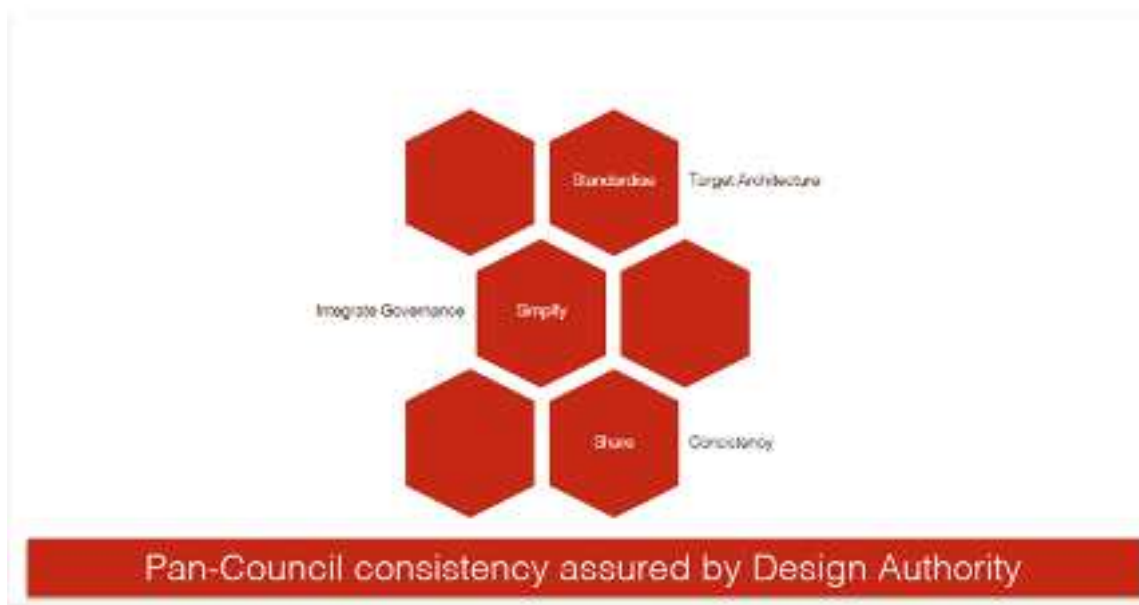 Standardise
Target Architecture
Integrate Governance
Simplify
Share
Consistency
Pan-Council consistency assured by Design Authority